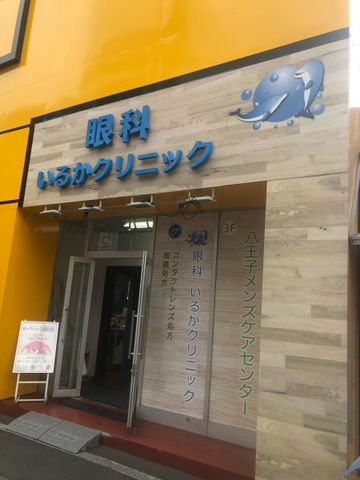 眼科
いるかクリニック
眼科 いるかクリニック
コンタクトレンズ処方
眼鏡処方
3F
八王子メンズケアセンター